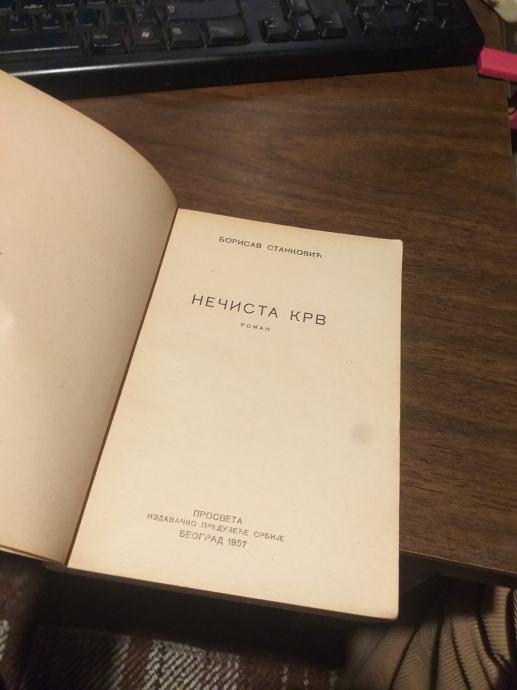 БОРИСАВ СТАНКОВИЋ
НЕЧИСТА КРВ
РОМАН
ПРОСВЕТА
ИЗДАВАЧКО ПРЕДУЗЕЋЕ СРБИЈЕ
БЕОГРАД 1957